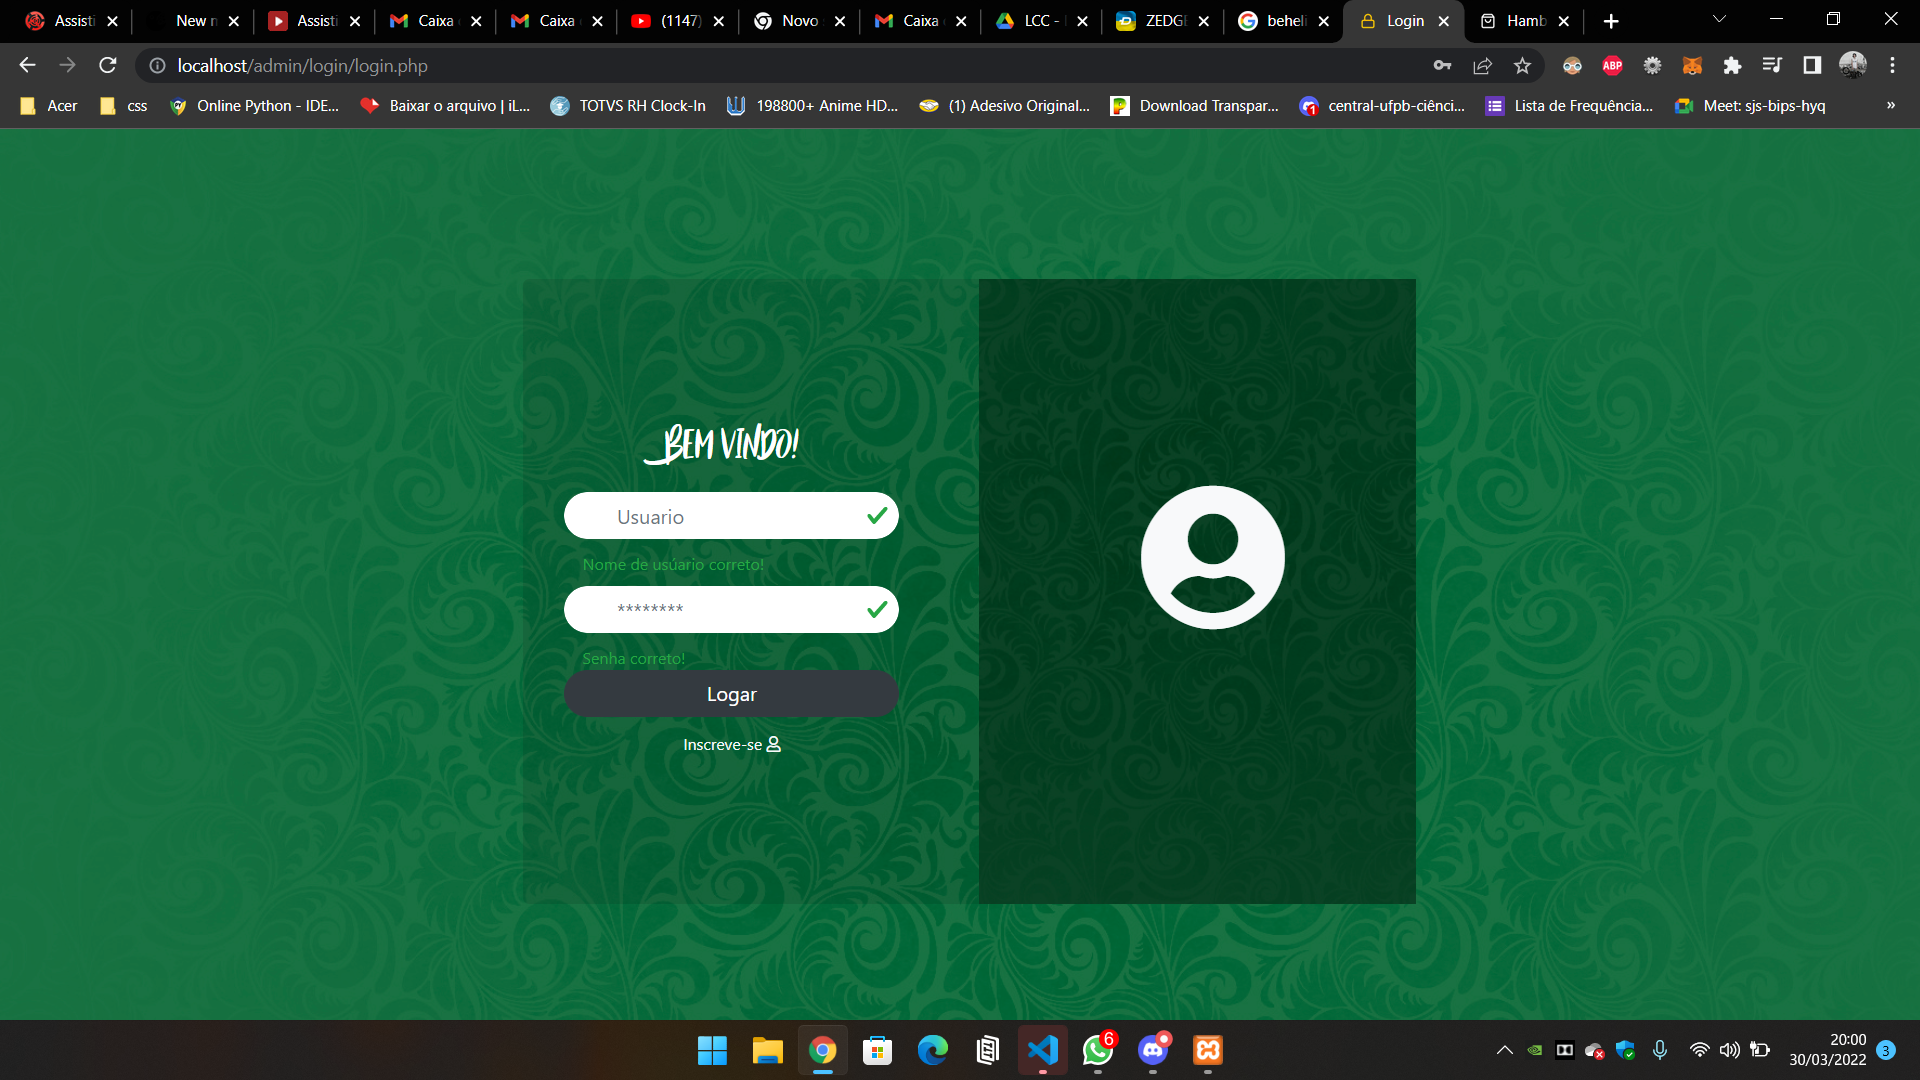 Assisti
New n
Assisti
Caixa
Caixa
(1147)
Novo
Caixa
LCC -
ZEDGE
beheli
Login
Hamb
localhost/admin/login/login.php
ABP
Acer
css
Online Python - IDE...
Baixar o arquivo | iL...
TOTVS RH Clock-In
198800+ Anime HD...
(1) Adesivo Original...
Download Transpar...
1
central-ufpb-ciênci...
Lista de Frequência...
Meet: sjs-bips-hyq
»
BEM VINDO!
Usuario
Nome de usúario correto!
********
Senha correto!
Logar
Inscreve-se
6
20:00
30/03/2022
3